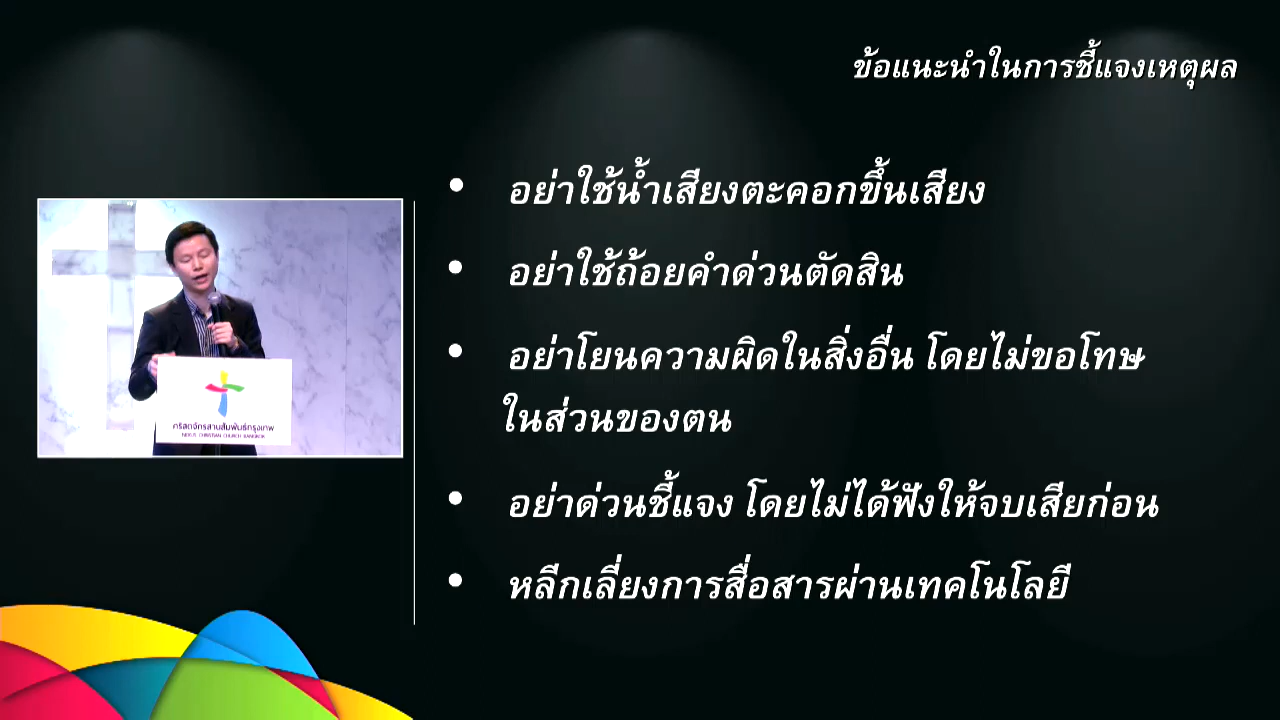 ข้อแนะนำในการชี้แจงเหตุผล
• อย่าใช้น้ำเสียงตะคอกขึ้นเสียง
• อย่าใช้ถ้อยคำด่วนตัดสิน
• อย่าโยนความผิดในสิ่งอื่น โดยไม่ขอโทษ
ในส่วนของตน
• อย่าด่วนชี้แจง โดยไม่ได้ฟังให้จบเสียก่อน
• หลีกเลี่ยงการสื่อสารผ่านเทคโนโลยี
คริสตจักรสานสัมพันธ์กรุงเทพ
NEXUS CHRISTIAN CHURCH BANGKOK